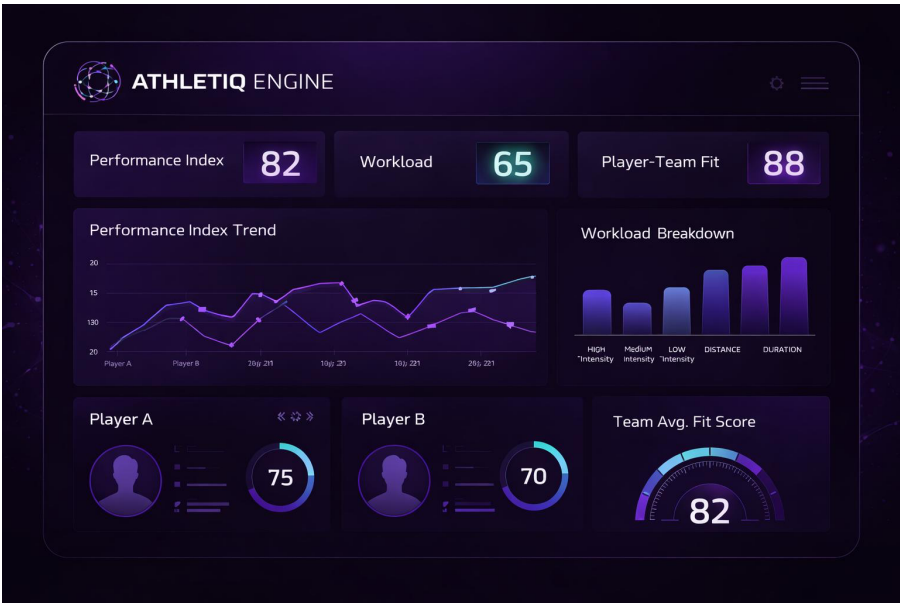 ATHLETIQ ENGINE
Performance Index 82
Workload 65
Player-Team Fit 88
Performance Index Trend
20
15
130
20
Player A
Player B
Workload Breakdown
HIGH
Intensity
MEDIUM
Intensity
LOW
Intensity
DISTANCE
DURATION
Player A
75
Player B
70
Team Avg. Fit Score
82